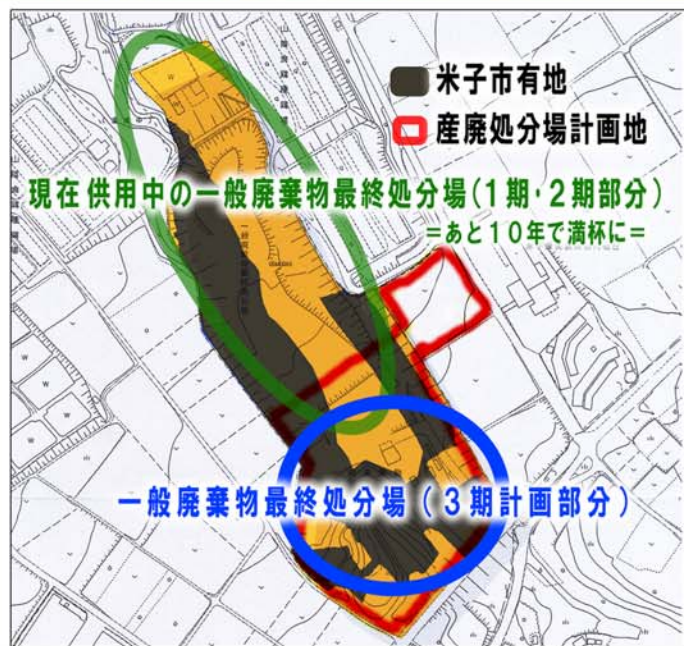 米子市有地
産廃処分場計画地
現在供用中の一般廃棄物最終処分場(1期・2期部分)
=あと10年で満杯に=
一般廃棄物最終処分場(3期計画部分)